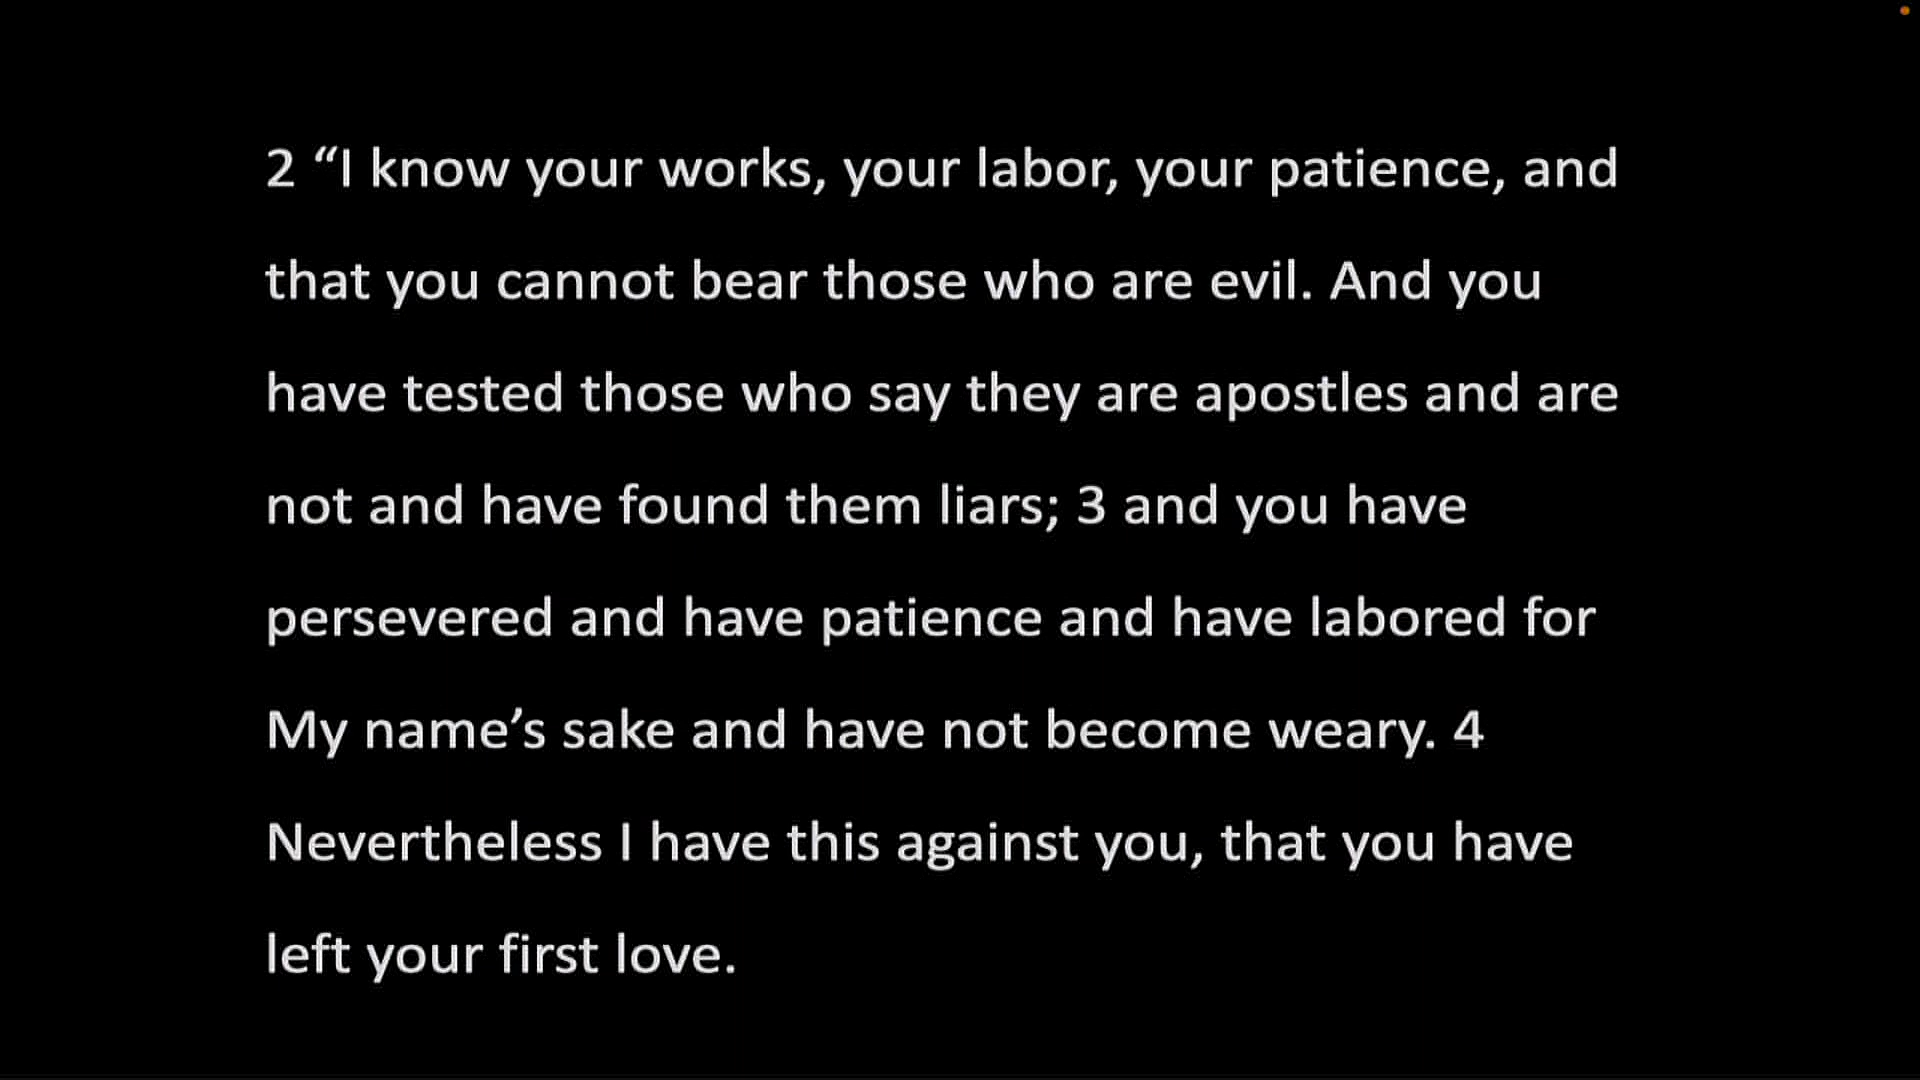 2 “I know your works, your labor, your patience, and
that you cannot bear those who are evil. And you
have tested those who say they are apostles and are
not and have found them liars; 3 and you have
persevered and have patience and have labored for
My name’s sake and have not become weary. 4
Nevertheless I have this against you, that you have
left your first love.